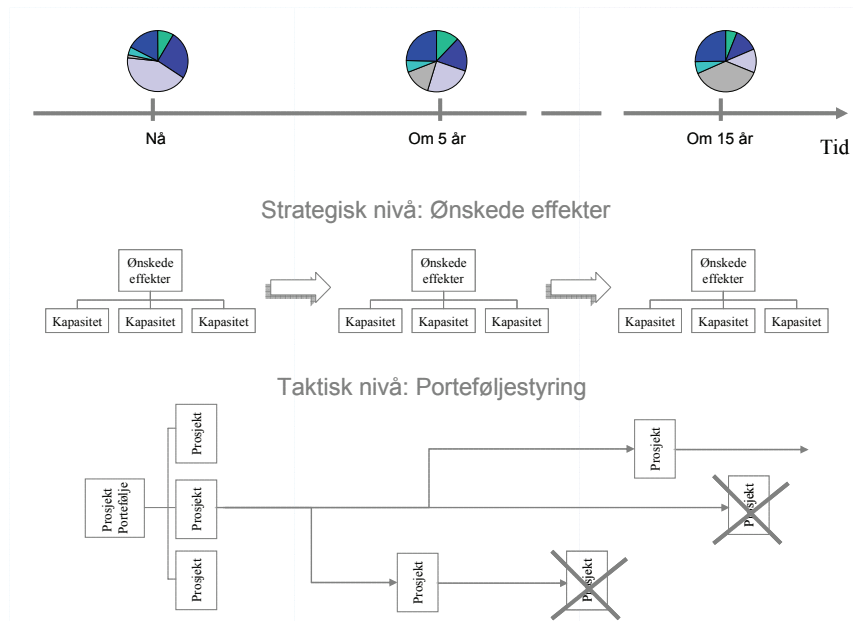 Nå
Om 5 år
Om 15 år
Tid
Strategisk nivå: Ønskede effekter
Ønskede
effekter
Kapasitet
Kapasitet
Kapasitet
Ønskede
effekter
Kapasitet
Kapasitet
Kapasitet
Ønskede
effekter
Kapasitet
Kapasitet
Kapasitet
Taktisk nivå: Porteføljestyring
Prosjekt
Portefølje
Prosjekt
Prosjekt
Prosjekt
Prosjekt
Prosjekt
Prosjekt
Prosjekt